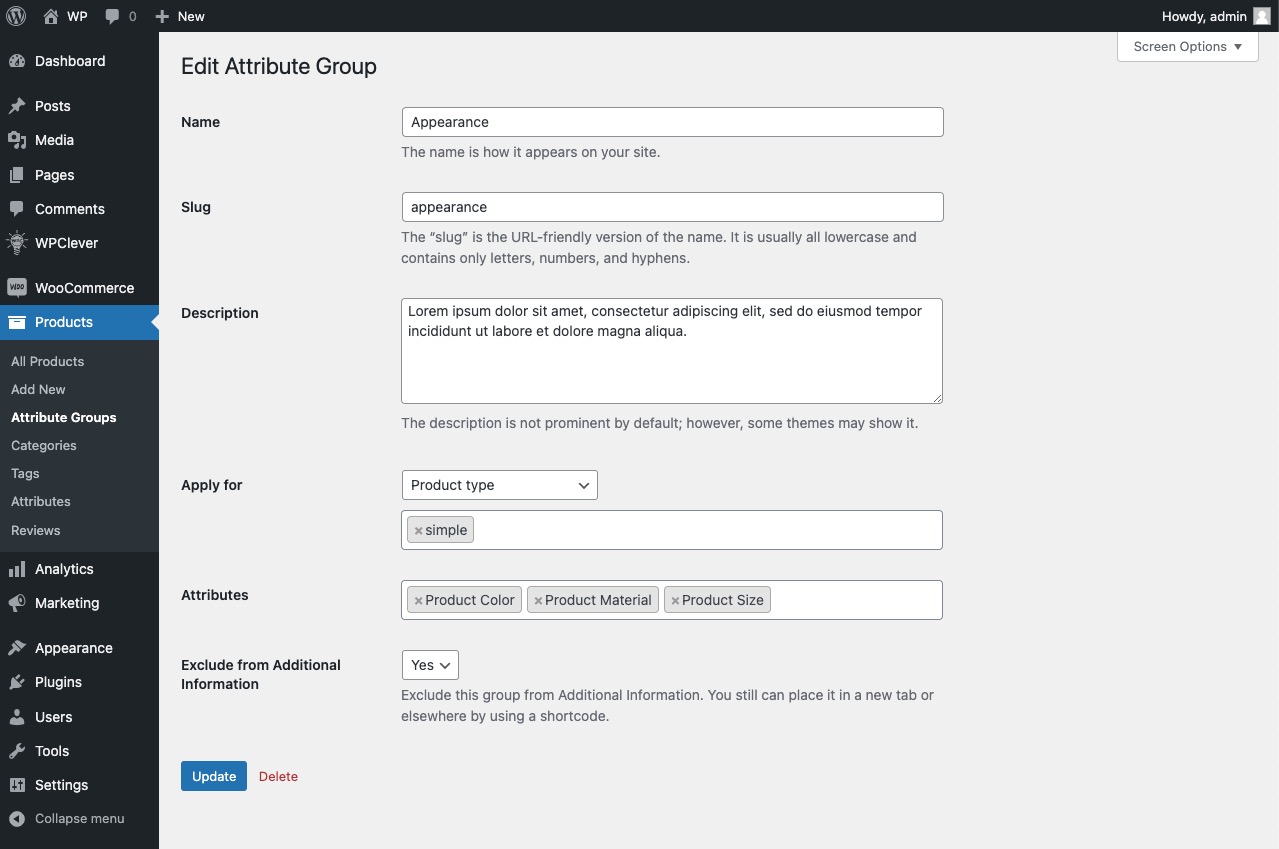 WP 0 New Howdy, admin
Screen Options ▼
Dashboard
Posts
Media
Pages
Comments
WPClever
WOO WooCommerce
Products
All Products
Add New
Attribute Groups
Categories
Tags
Attributes
Reviews
Analytics
Marketing
Appearance
Plugins
Users
Tools
Settings
Collapse menu
Edit Attribute Group
Name
Appearance
The name is how it appears on your site.
Slug
appearance
The “slug” is the URL-friendly version of the name. It is usually all lowercase and
contains only letters, numbers, and hyphens.
Description
Lorem ipsum dolor sit amet, consectetur adipiscing elit, sed do eiusmod tempor
incididunt ut labore et dolore magna aliqua.
The description is not prominent by default; however, some themes may show it.
Apply for
Product type
×simple
Attributes
×Product Color ×Product Material ×Product Size
Exclude from Additional
Information
Yes
Exclude this group from Additional Information. You still can place it in a new tab or
elsewhere by using a shortcode.
Update Delete